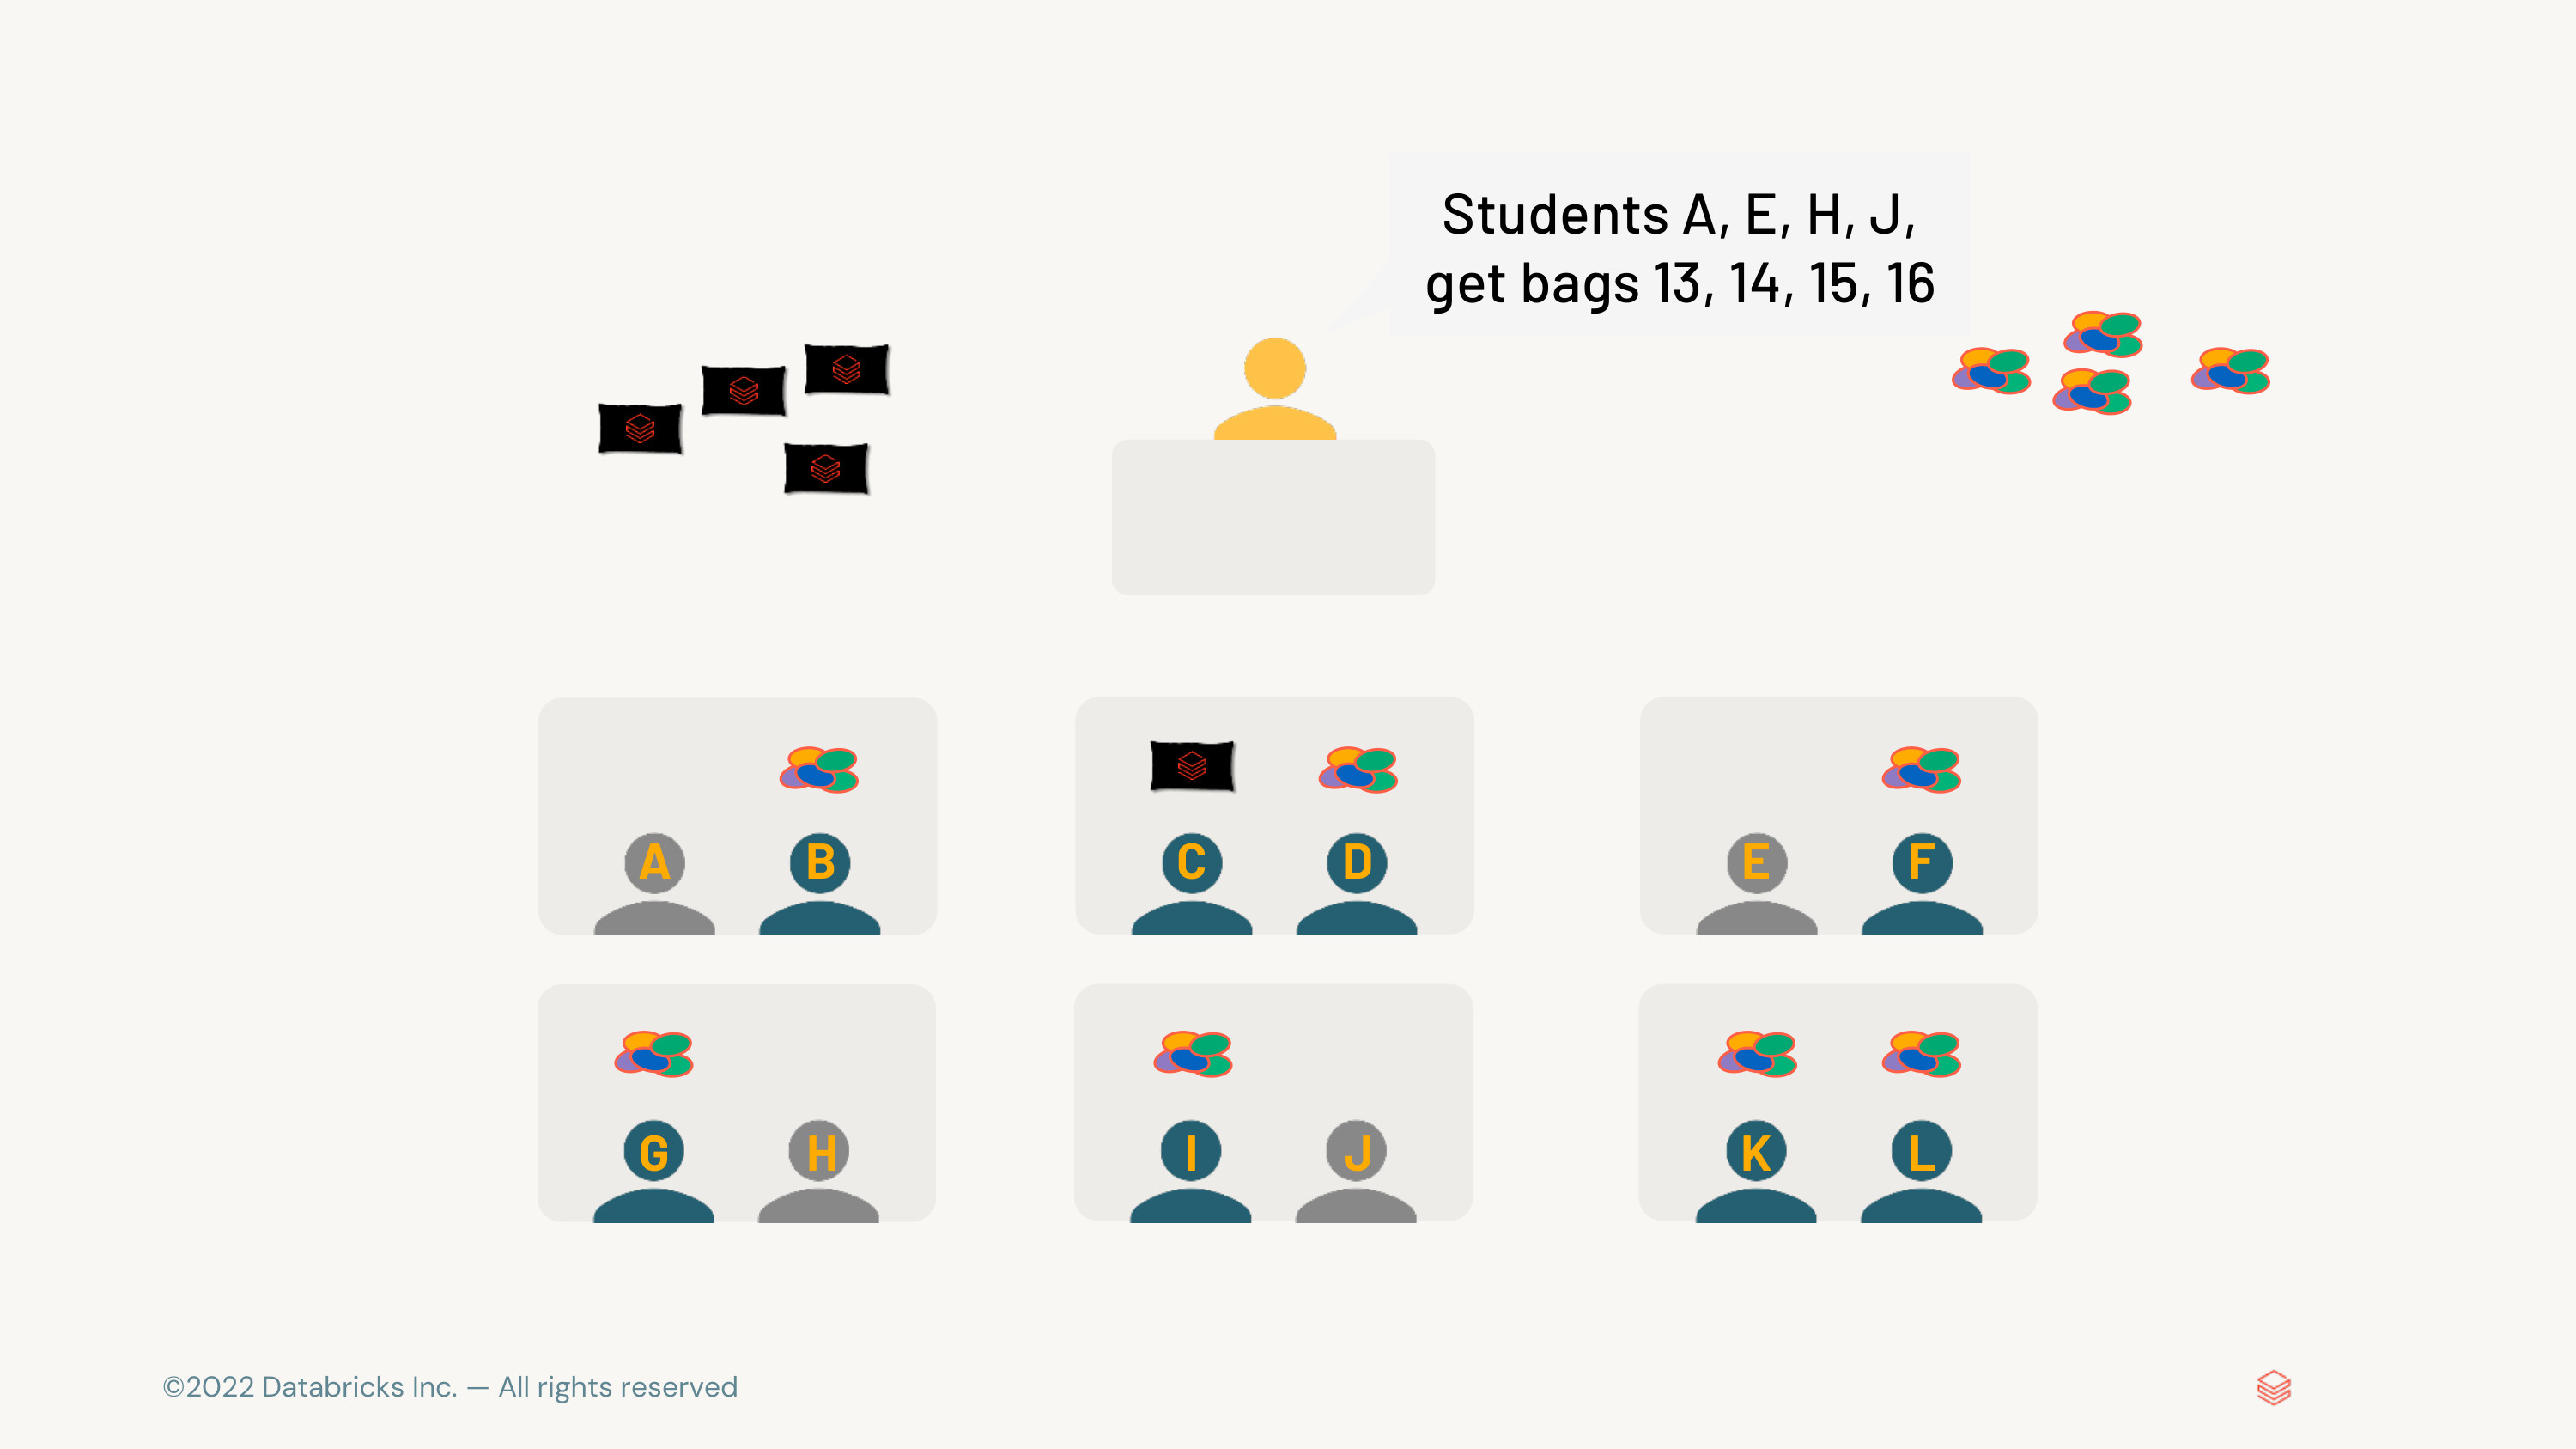 Students A, E, H, J,
get bags 13, 14, 15, 16
A B C D E F
G H I J K L
©2022 Databricks Inc. — All rights reserved